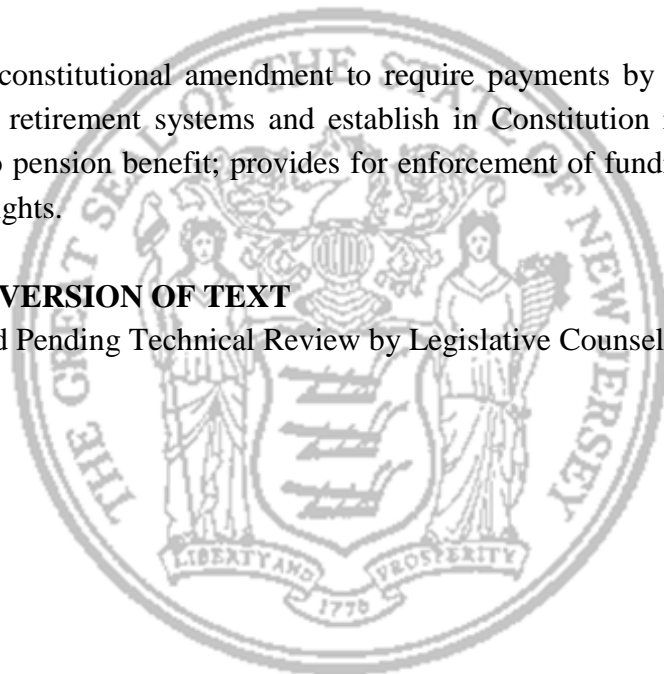 constitutional amendment to require payments by
retirement systems and establish in Constitution
pension benefit; provides for enforcement of
VERSION OF TEXT
Pending Technical Review by Legislative Counsel
THE GREAT SEAL OF THE STATE OF NEW JERSEY
LIBERTY AND PROSPERITY
1776